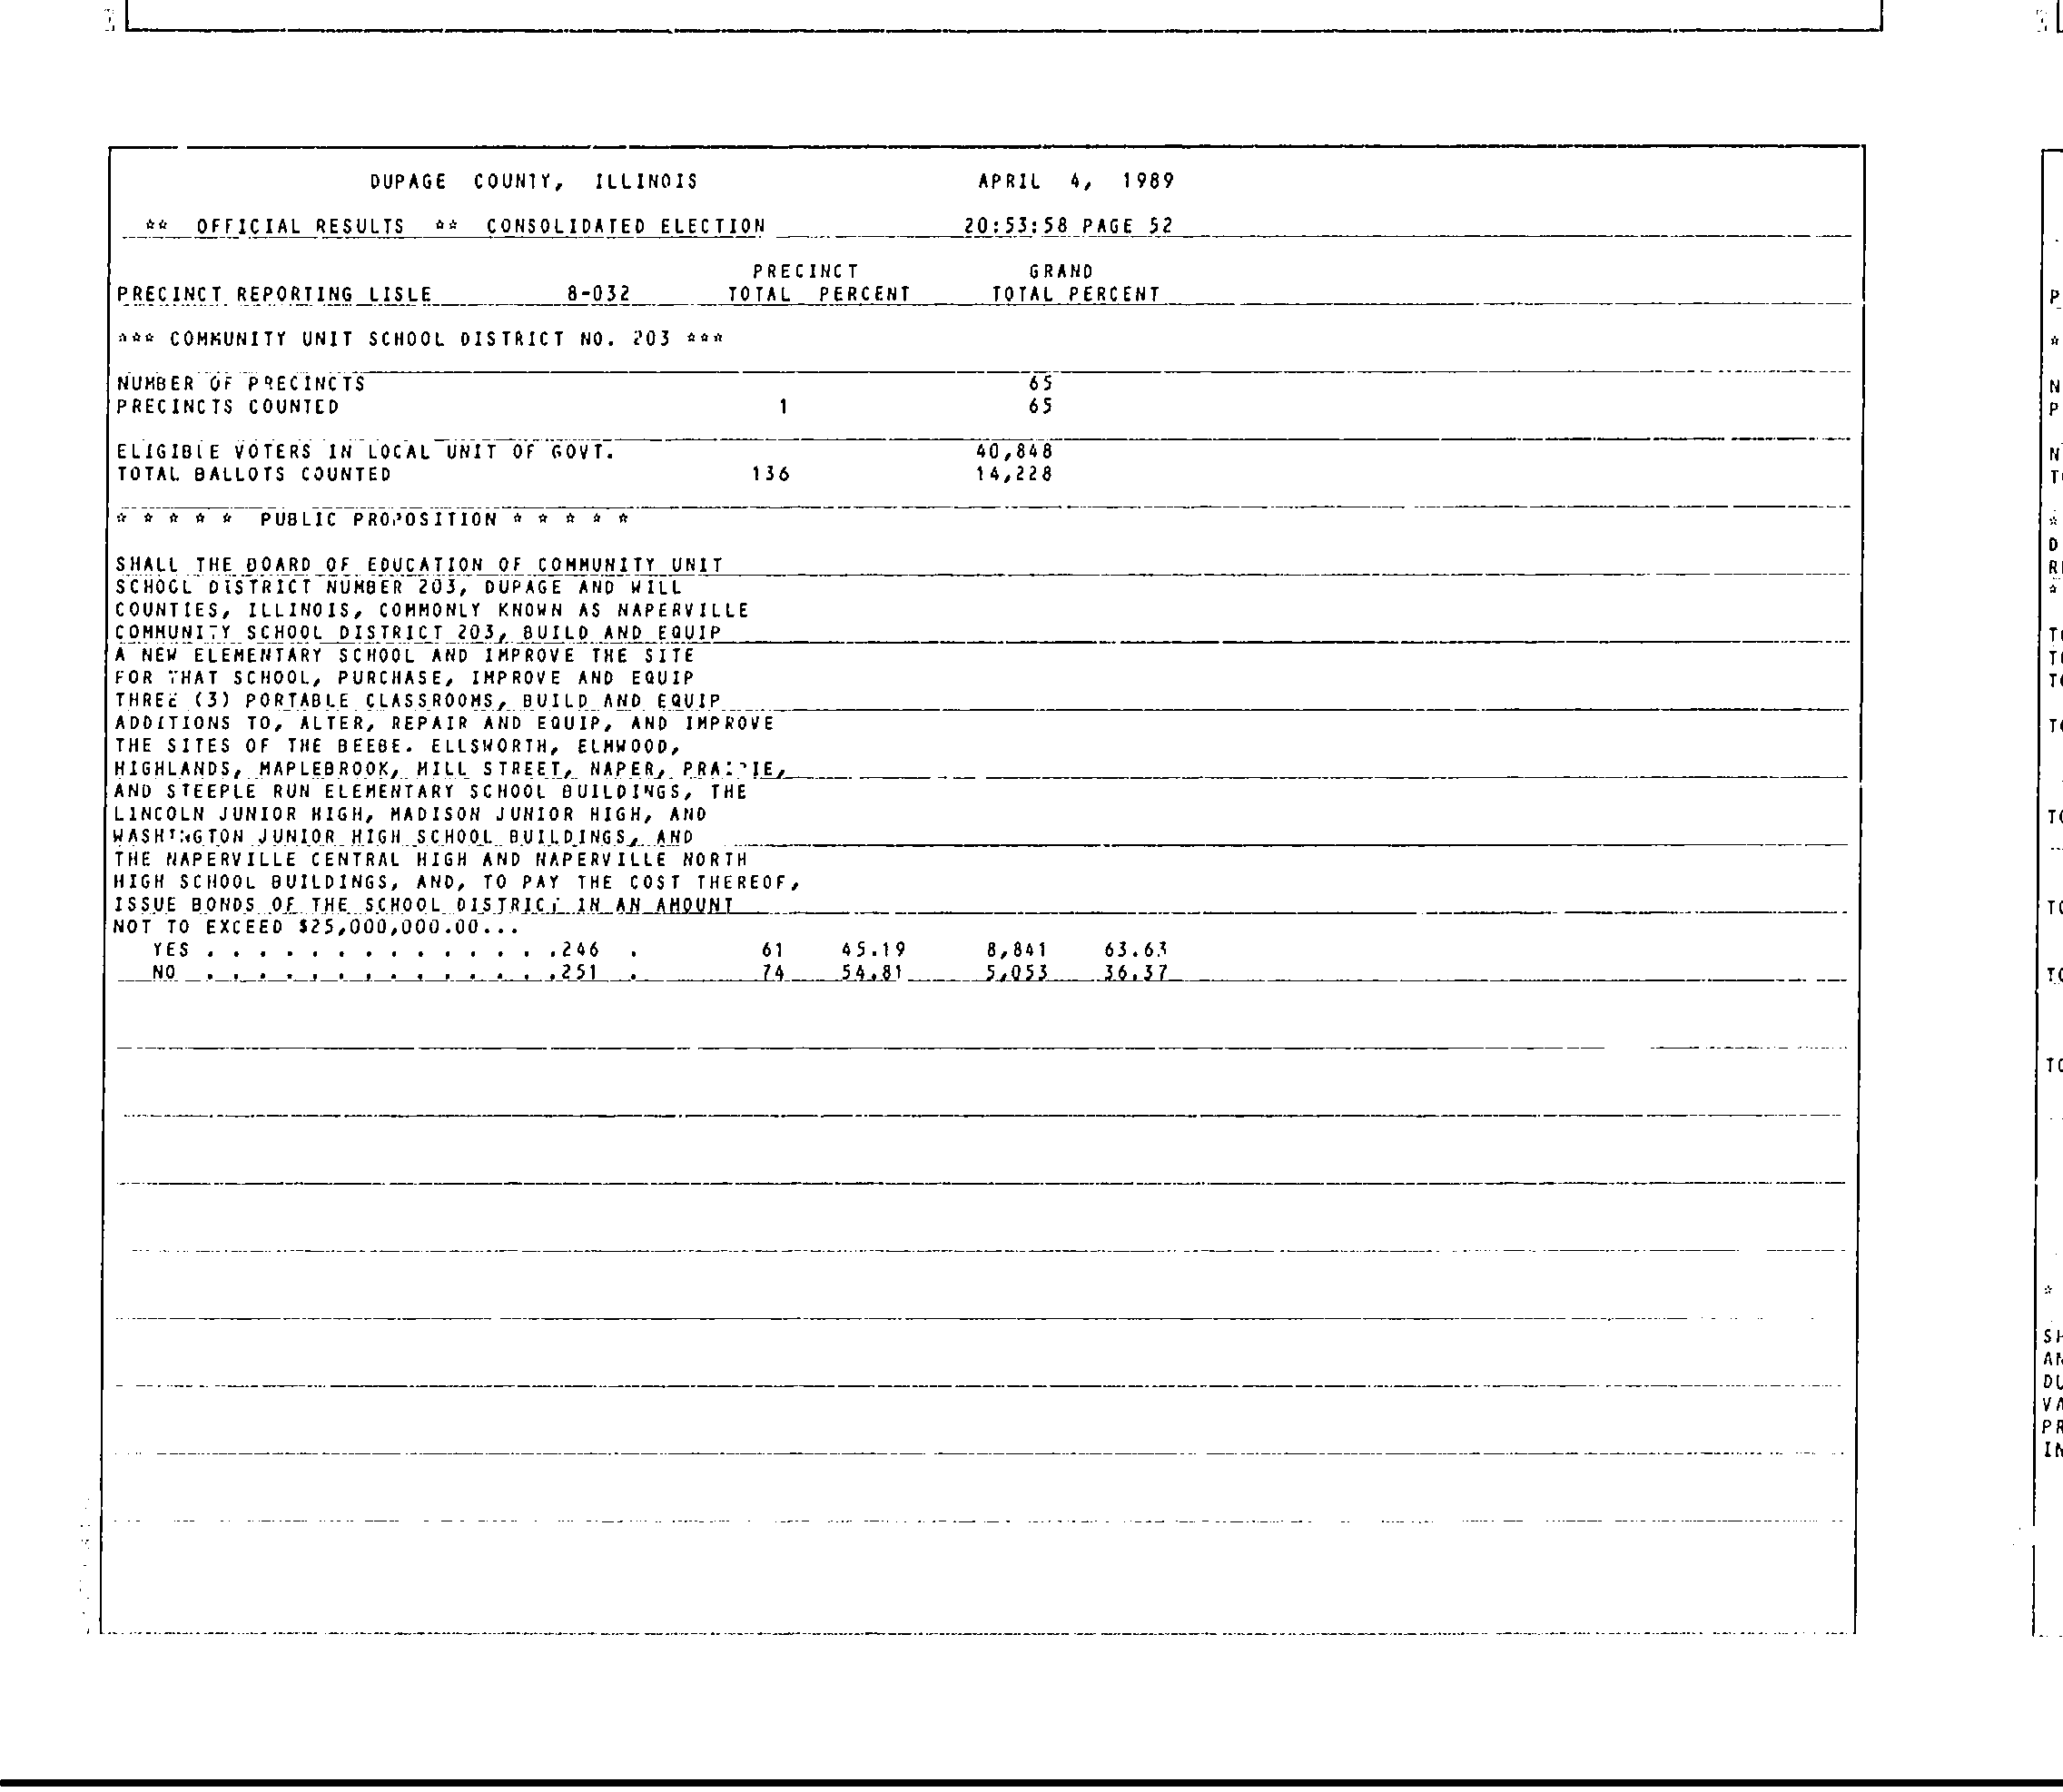 DUPAGE COUNTY, ILLINOIS APRIL 4, 1989
** OFFICIAL RESULTS ** CONSOLIDATED ELECTION 20:53:58 PAGE 52
PRECINCT GRAND
PRECINCT REPORTING LISLE 8-032 TOTAL PERCENT TOTAL PERCENT
*** COMMUNITY UNIT SCHOOL DISTRICT NO. 203 ***
NUMBER OF PRECINCTS 65
PRECINCTS COUNTED 1 65
ELIGIBLE VOTERS IN LOCAL UNIT OF GOVT. 40,848
TOTAL BALLOTS COUNTED 136 14,228
* * * * * PUBLIC PROPOSITION * * * * *
SHALL THE BOARD OF EDUCATION OF COMMUNITY UNIT
SCHOOL DISTRICT NUMBER 203, DUPAGE AND WILL
COUNTIES, ILLINOIS, COMMONLY KNOWN AS NAPERVILLE
COMMUNITY SCHOOL DISTRICT 203, BUILD AND EQUIP
A NEW ELEMENTARY SCHOOL AND IMPROVE THE SITE
FOR THAT SCHOOL, PURCHASE, IMPROVE AND EQUIP
THREE (3) PORTABLE CLASSROOMS, BUILD AND EQUIP
ADDITIONS TO, ALTER, REPAIR AND EQUIP, AND IMPROVE
THE SITES OF THE BEEBE. ELLSWORTH, ELMWOOD,
HIGHLANDS, MAPLEBROOK, MILL STREET, NAPER, PRAIRIE,
AND STEEPLE RUN ELEMENTARY SCHOOL BUILDINGS, THE
LINCOLN JUNIOR HIGH, MADISON JUNIOR HIGH, AND
WASHINGTON JUNIOR HIGH SCHOOL BUILDINGS, AND
THE NAPERVILLE CENTRAL HIGH AND NAPERVILLE NORTH
HIGH SCHOOL BUILDINGS, AND, TO PAY THE COST THEREOF,
ISSUE BONDS OF THE SCHOOL DISTRICT IN AN AMOUNT
NOT TO EXCEED $25,000,000.00...
YES . . . . . . . . . . . . . .246 . 61 45.19 8,841 63.63
NO . . . . . . . . . . . . . .251 . 74 54.81 5,053 36.37